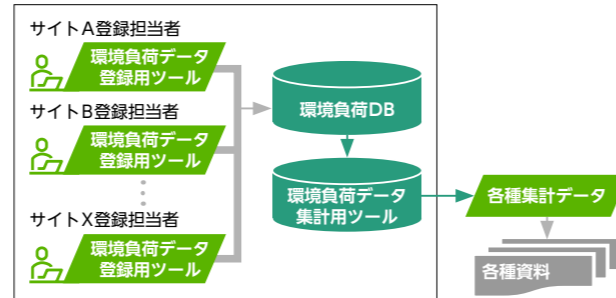 サイトA登録担当者
環境負荷データ
登録用ツール
サイトB登録担当者
環境負荷データ
登録用ツール
サイトX登録担当者
環境負荷データ
登録用ツール
環境負荷DB
環境負荷データ
集計用ツール
各種集計データ
各種資料